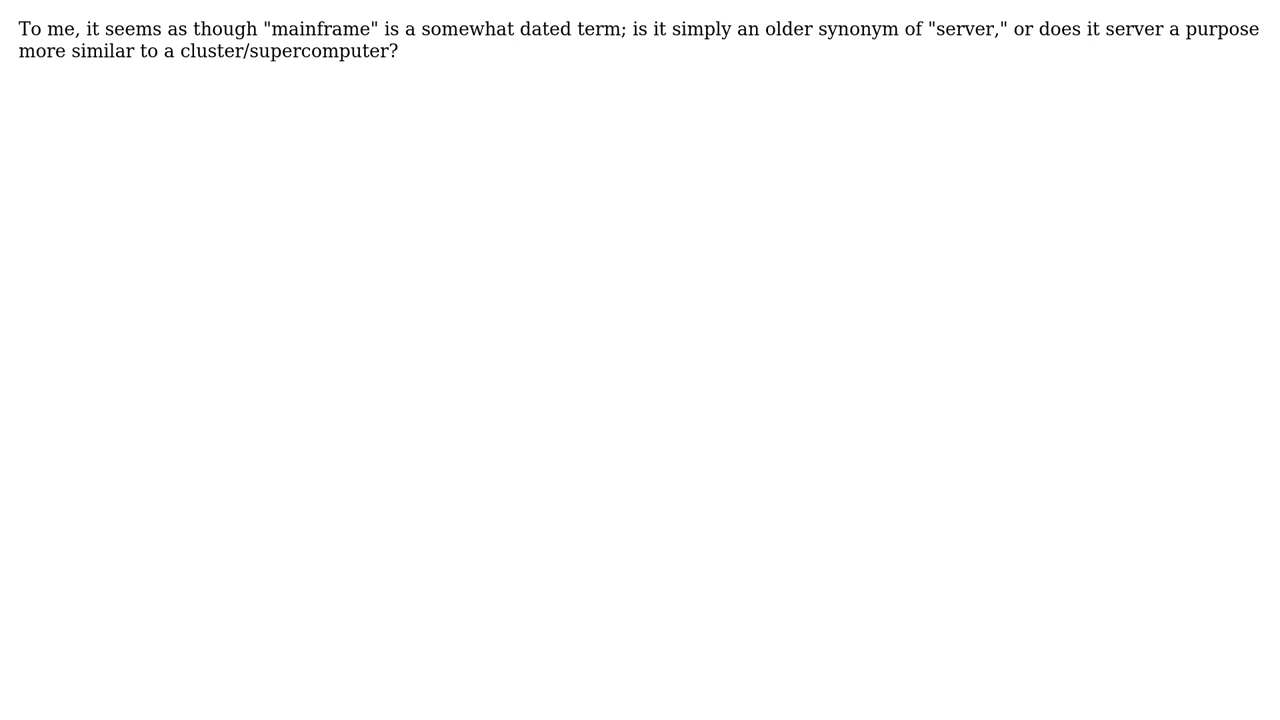 To me, it seems as though "mainframe" is a somewhat dated term; is it simply an older synonym of "server," or does it server a purpose
more similar to a cluster/supercomputer?